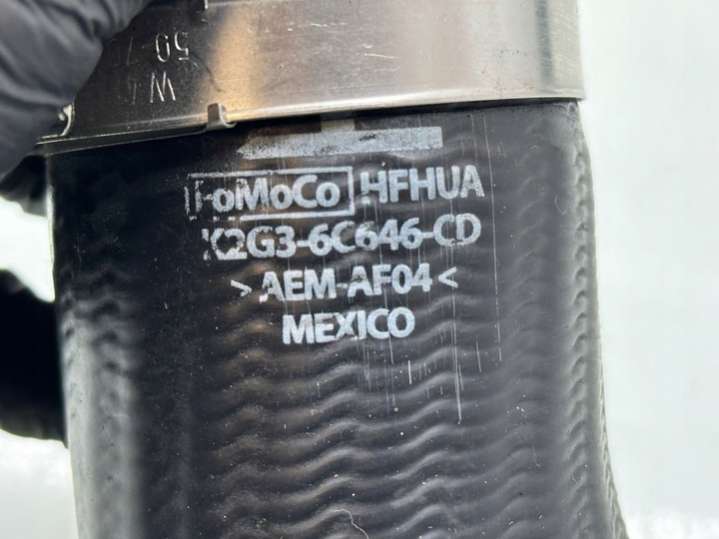 FoMoCo HFHUA
K2G3-6C646-CD
>AEM-AF04<
MEXICO